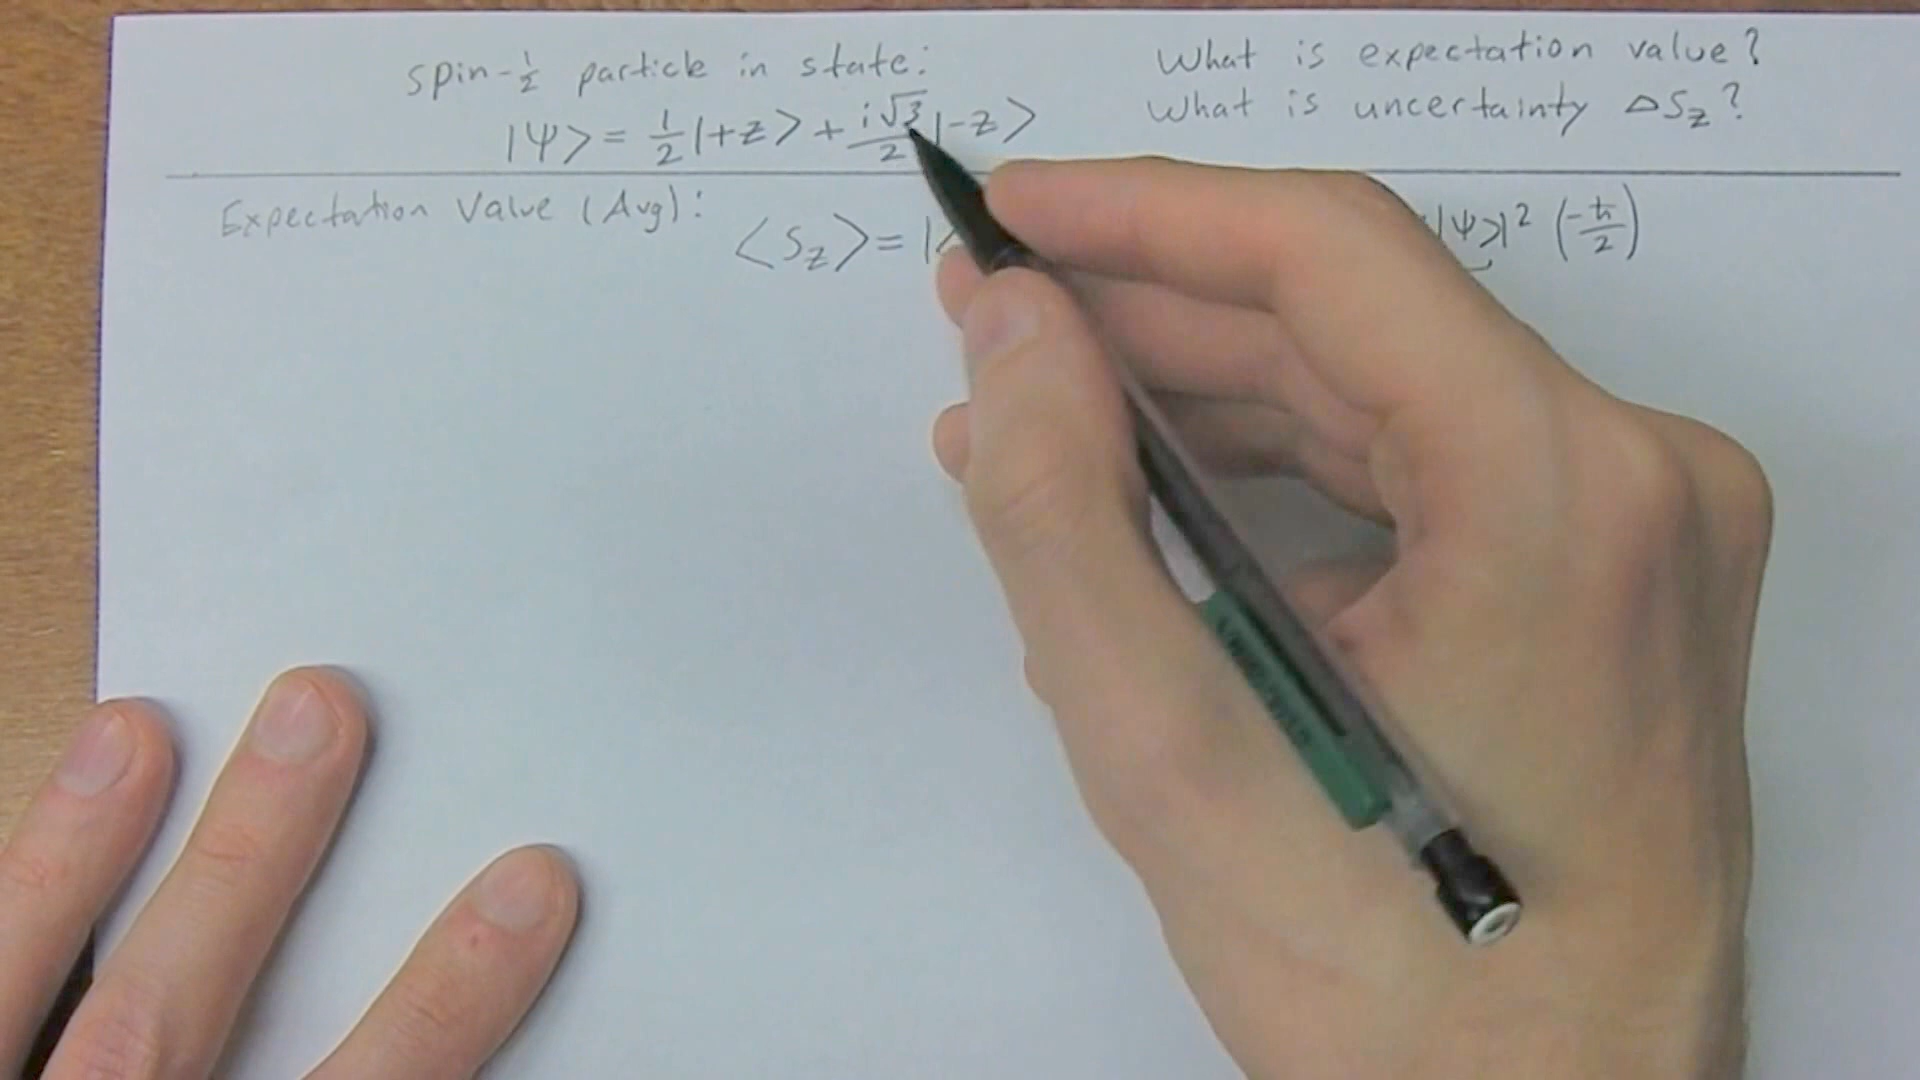 spin-½ particle in state:
|Ψ> = 1/2 |+z> + i√3/2 |-z>
What is expectation value?
What is uncertainty ΔSz?
Expectation Value (Avg):
<Sz> = |< |Ψ>|² (-ħ/2)